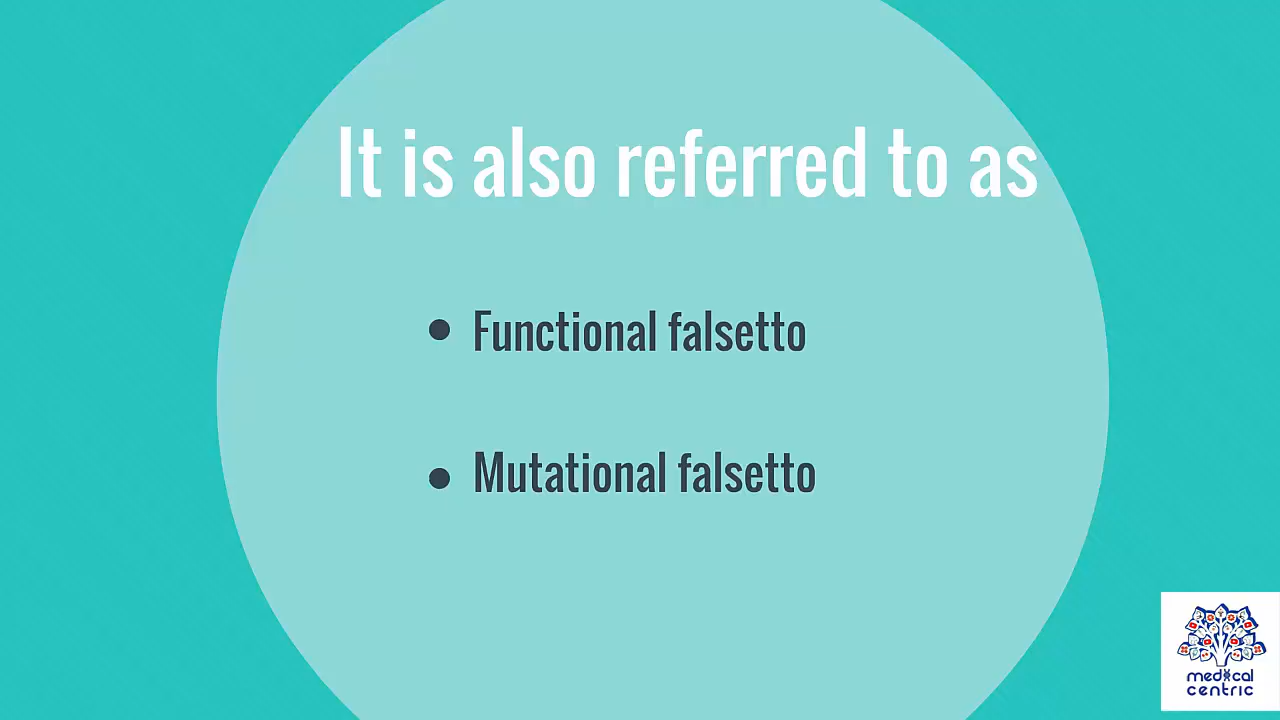 It is also referred to as
• Functional falsetto
• Mutational falsetto
medical
centric